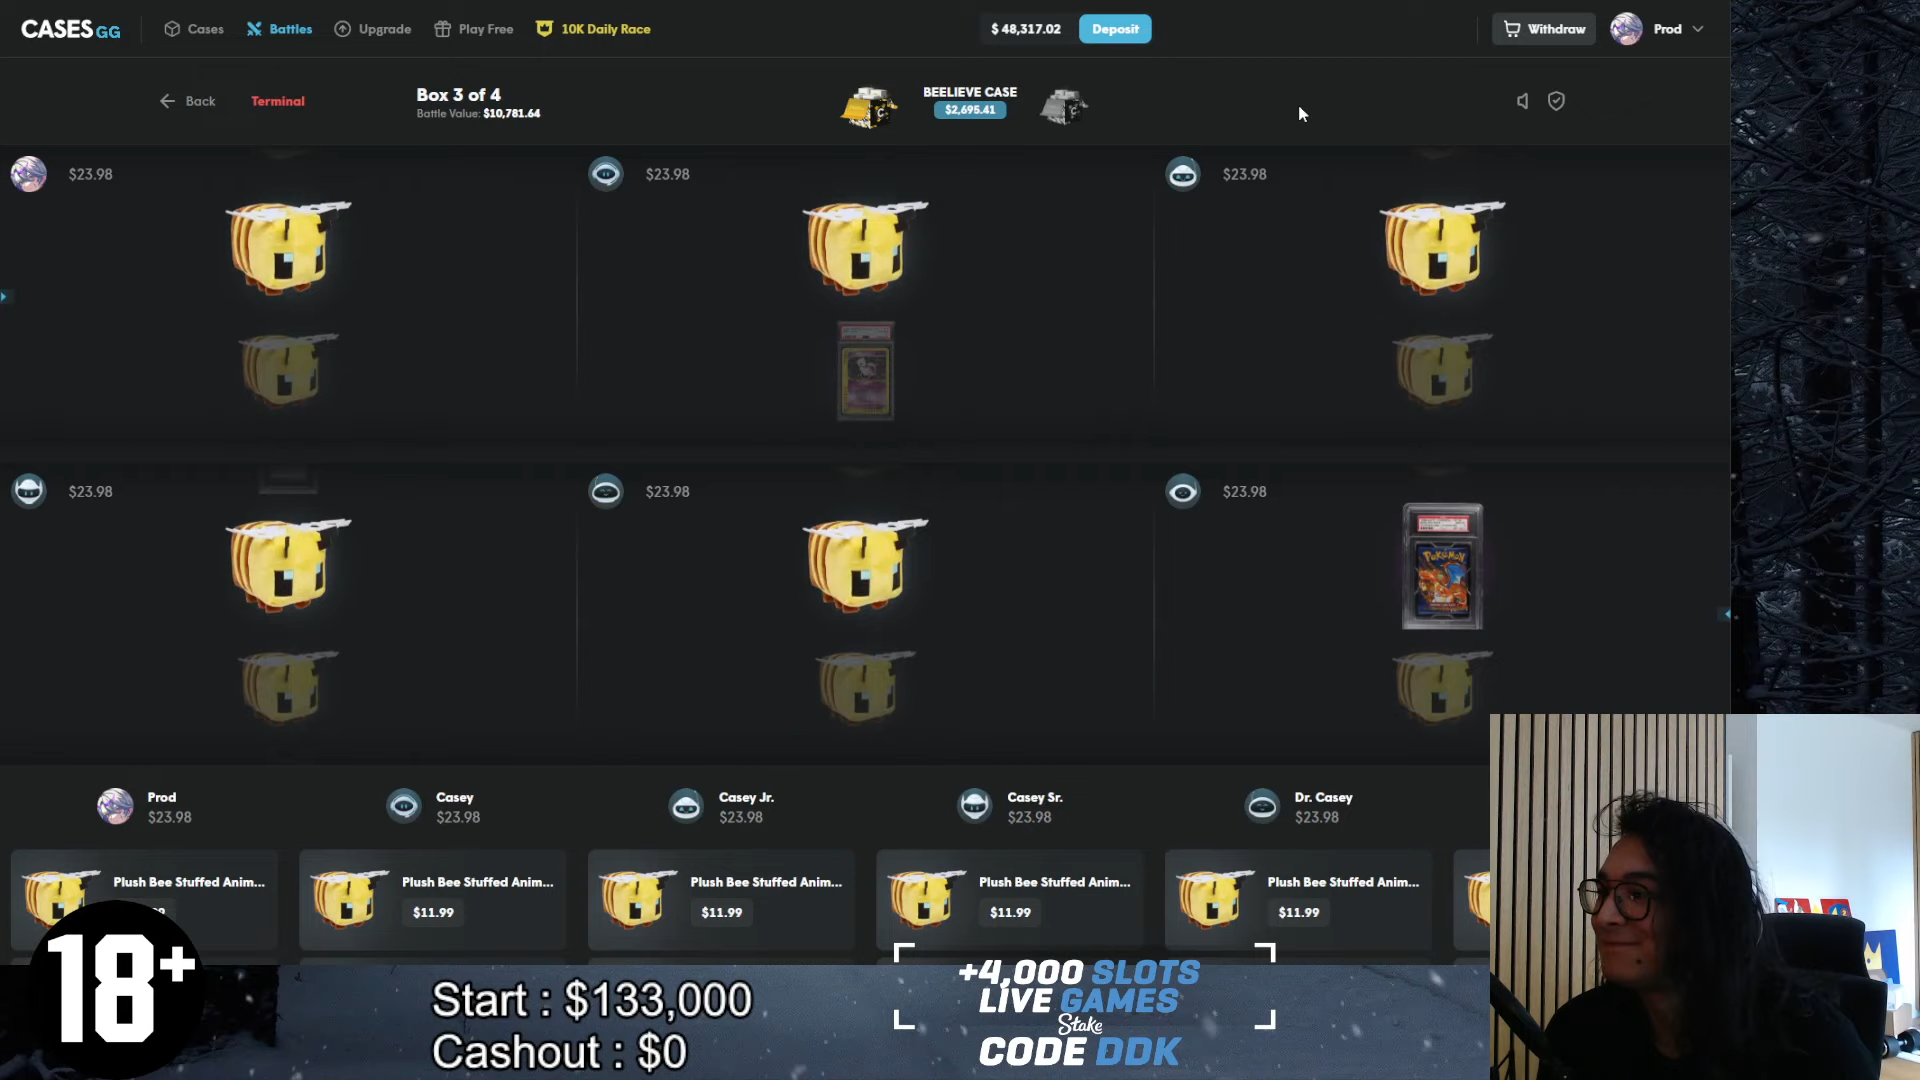 CASES GG
Cases
Battles
Upgrade
Play Free
10K Daily Race
$ 48,317.02
Deposit
Withdraw
Prod
Back
Terminal
Box 3 of 4
Battle Value: $10,781.64
BEELIEVE CASE
$2,695.41
$23.98
$23.98
$23.98
$23.98
$23.98
$23.98
POKéMON
Prod
$23.98
Casey
$23.98
Casey Jr.
$23.98
Casey Sr.
$23.98
Dr. Casey
$23.98
Plush Bee Stuffed Anim...
Plush Bee Stuffed Anim...
$11.99
Plush Bee Stuffed Anim...
$11.99
Plush Bee Stuffed Anim...
$11.99
Plush Bee Stuffed Anim...
$11.99
18+
Start : $133,000
Cashout : $0
+4,000 SLOTS
LIVE GAMES
Stake
CODE DDK